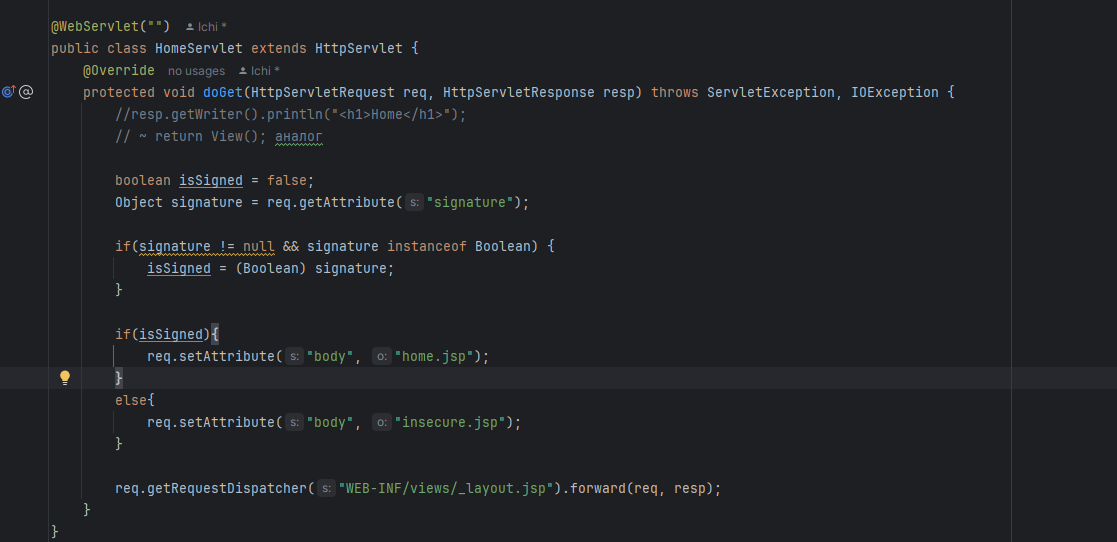 @WebServlet("") Ichi *
public class HomeServlet extends HttpServlet {
@Override no usages Ichi *
protected void doGet(HttpServletRequest req, HttpServletResponse resp) throws ServletException, IOException {
//resp.getWriter().println("<h1>Home</h1>");
// ~ return View(); аналог
boolean isSigned = false;
Object signature = req.getAttribute( s: "signature");
if(signature != null && signature instanceof Boolean) {
isSigned = (Boolean) signature;
}
if(isSigned){
req.setAttribute( s: "body", o: "home.jsp");
}
else{
req.setAttribute( s: "body", o: "insecure.jsp");
}
req.getRequestDispatcher( s: "WEB-INF/views/_layout.jsp").forward(req, resp);
}
}